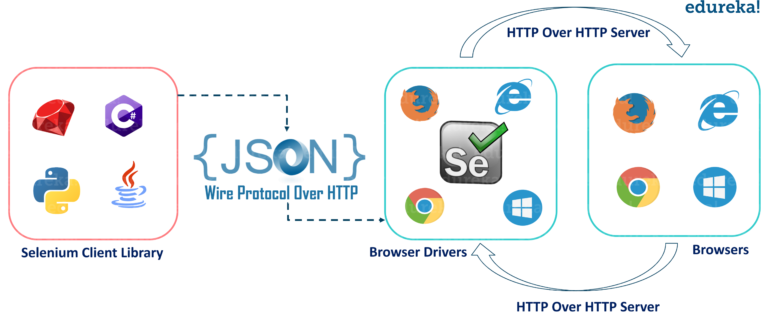 edureka!
HTTP Over HTTP Server
C#
{JSON}
Wire Protocol Over HTTP
Se
Selenium Client Library
Browser Drivers
Browsers
HTTP Over HTTP Server